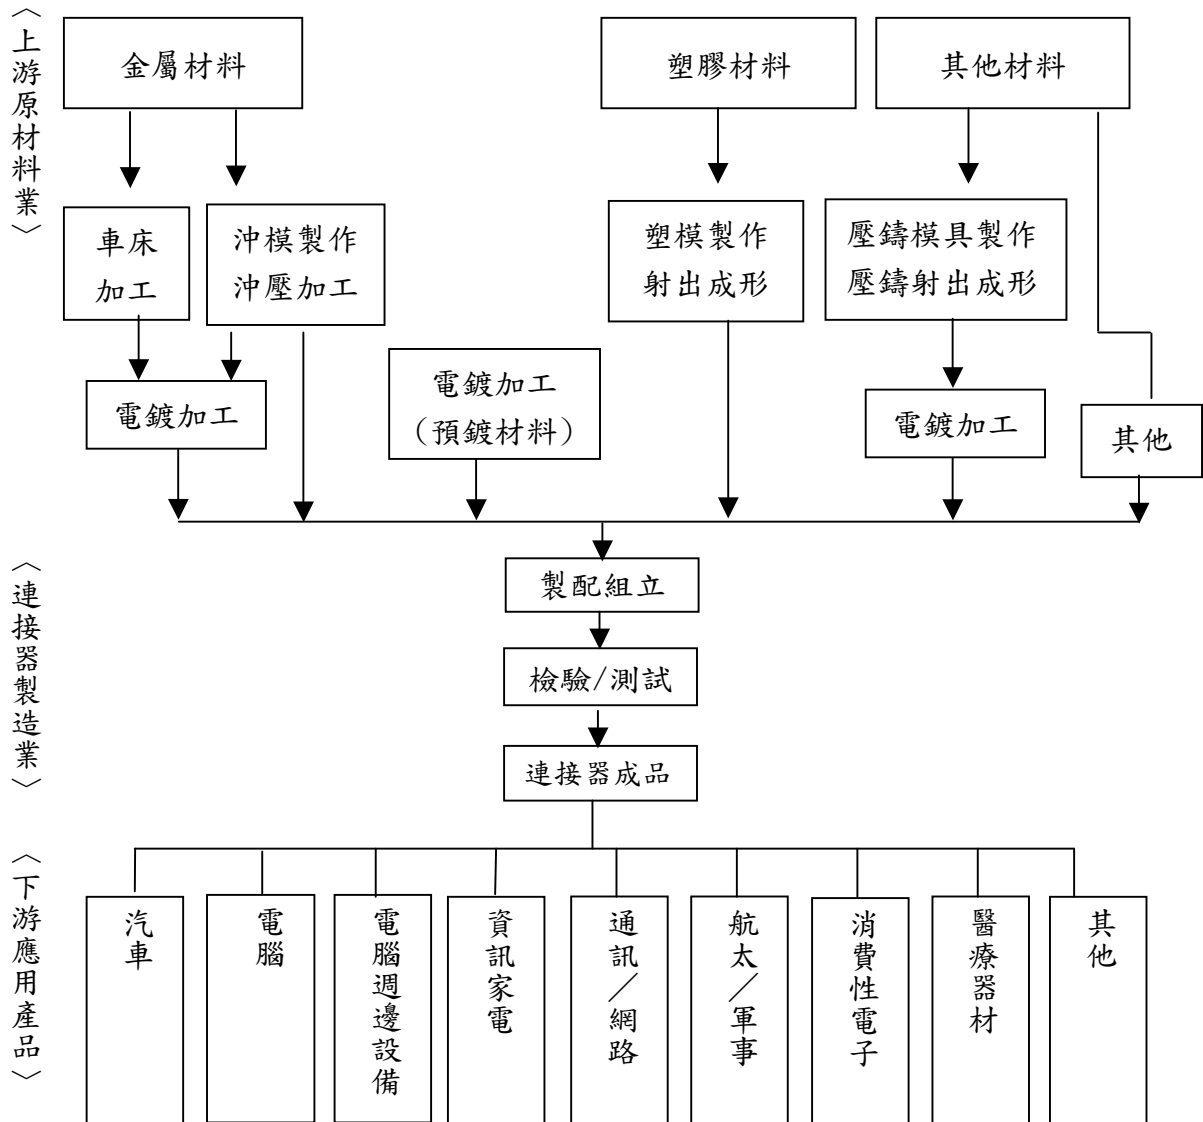 〈上游原材料業〉
金屬材料
塑膠材料
其他材料
車床
加工
沖模製作
沖壓加工
塑模製作
射出成形
壓鑄模具製作
壓鑄射出成形
電鍍加工
電鍍加工
（預鍍材料）
電鍍加工
其他
〈連接器製造業〉
製配組立
檢驗/測試
連接器成品
〈下游應用產品〉
汽車
電腦
電腦週邊設備
資訊家電
通訊／網路
航太／軍事
消費性電子
醫療器材
其他